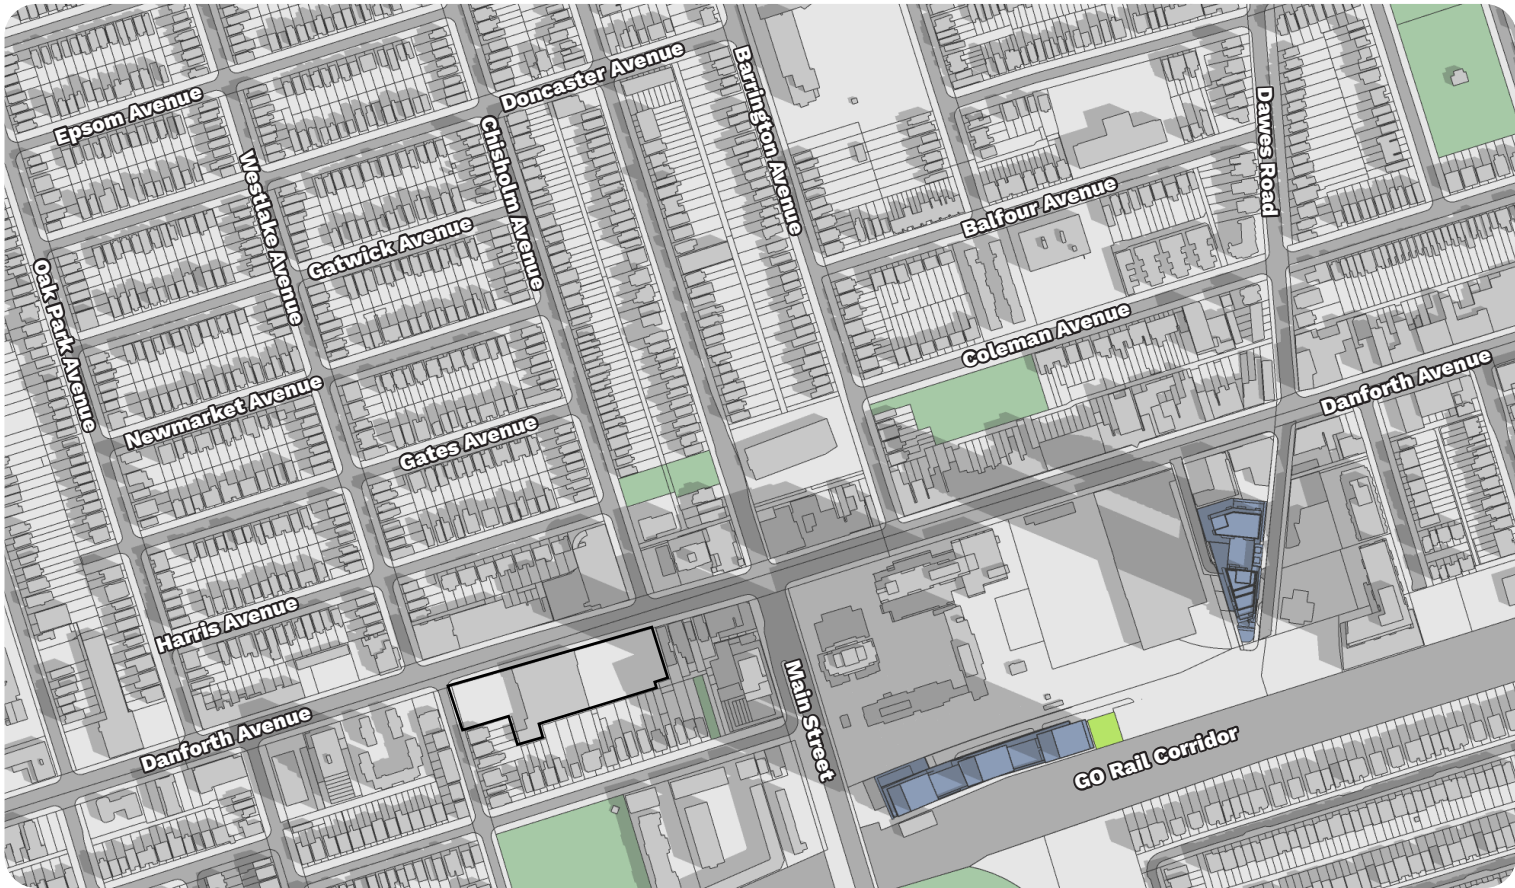 Doncaster Avenue
Epsom Avenue
Barrington Avenue
Dawes Road
Chisholm Avenue
Westlake Avenue
Balfour Avenue
Gatwick Avenue
Oak Park Avenue
Coleman Avenue
Newmarket Avenue
Danforth Avenue
Gates Avenue
Harris Avenue
Main Street
Danforth Avenue
GO Rail Corridor